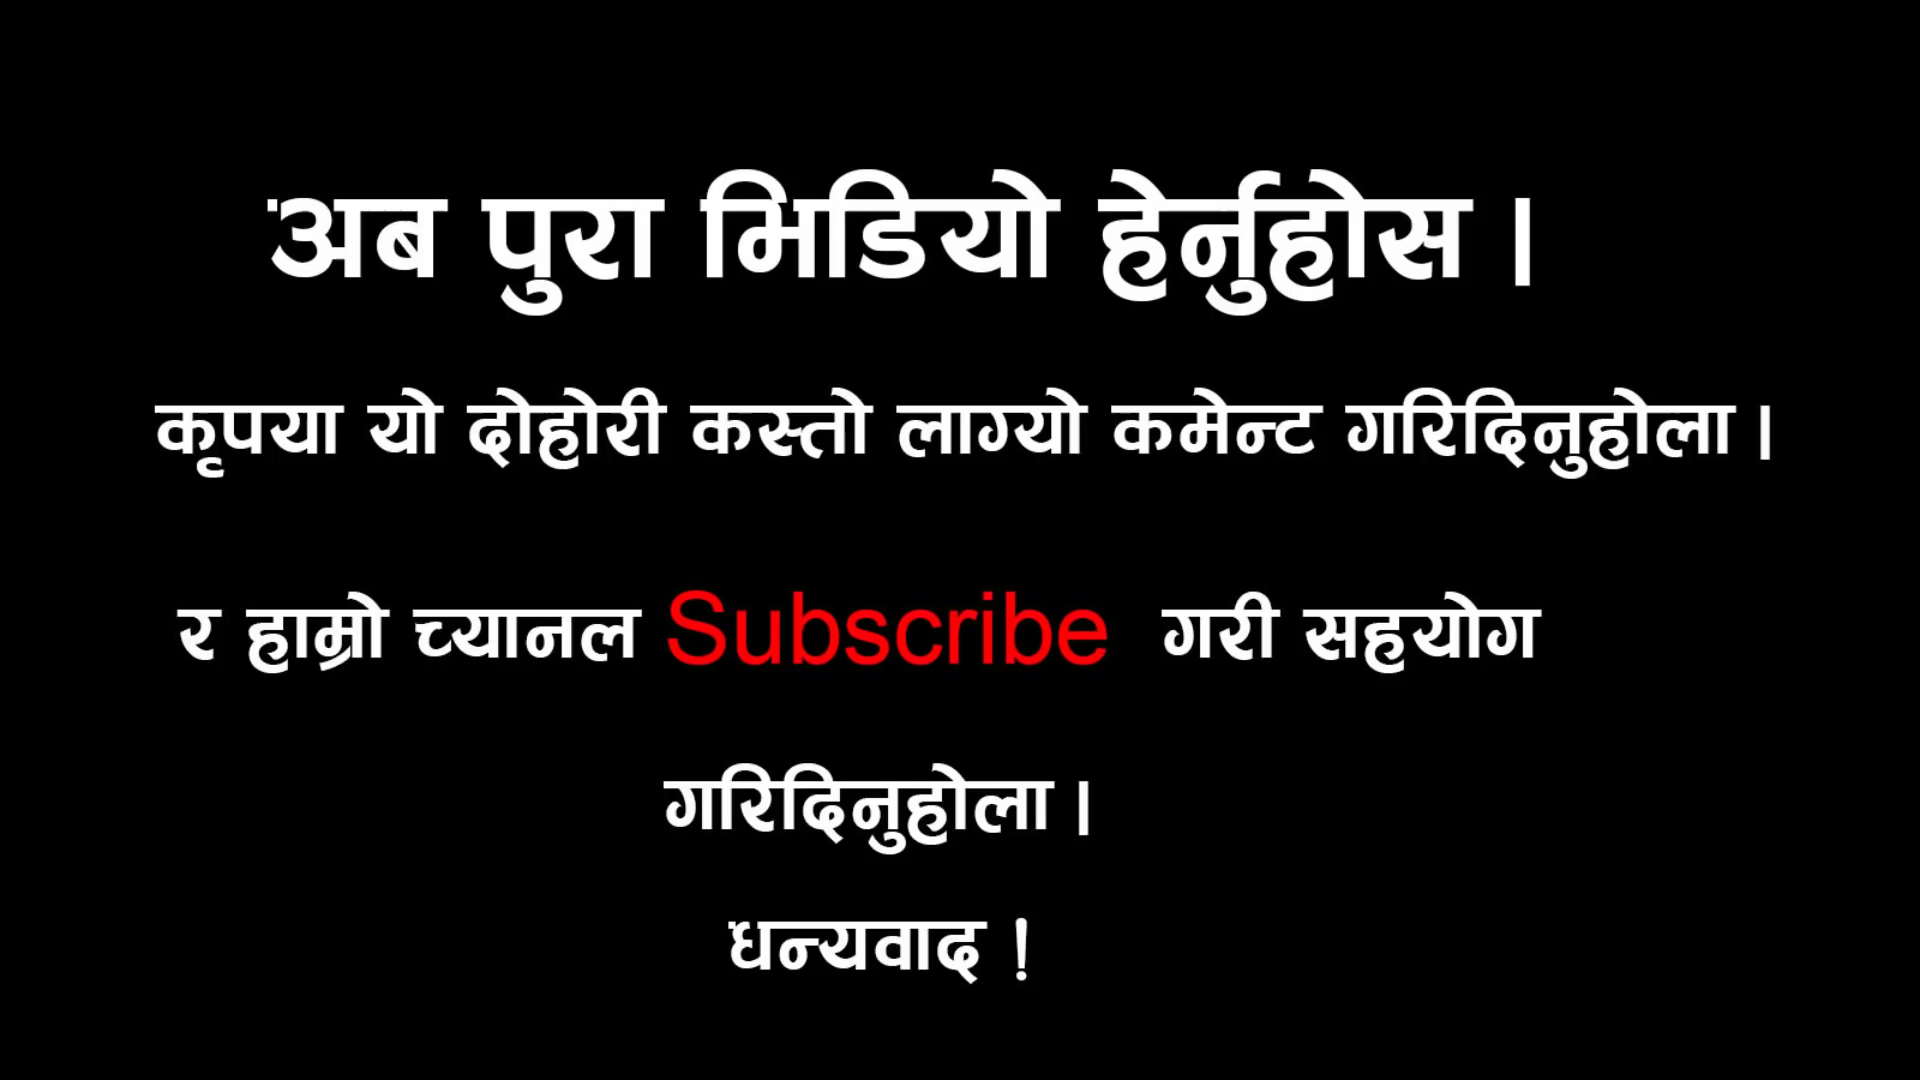 अब पुरा भिडियो हेर्नुहोस ।
कृपया यो दोहोरी कस्तो लाग्यो कमेन्ट गरिदिनुहोला ।
र हाम्रो च्यानल Subscribe गरी सहयोग
गरिदिनुहोला ।
धन्यवाद !